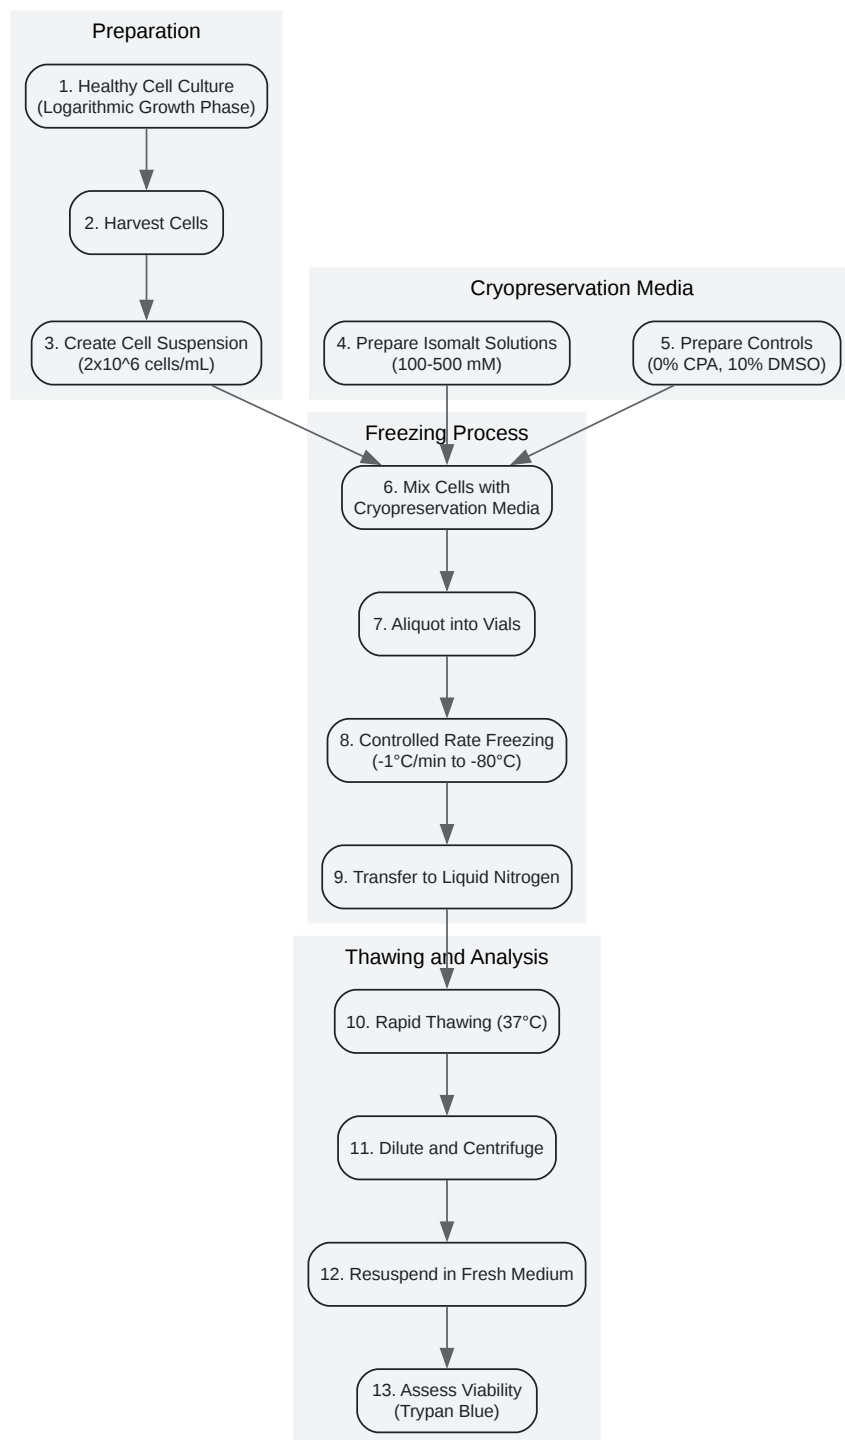 Preparation
1. Healthy Cell Culture
(Logarithmic Growth Phase)
2. Harvest Cells
3. Create Cell Suspension
(2x10^6 cells/mL)
Cryopreservation Media
4. Prepare Isomalt Solutions
(100-500 mM)
5. Prepare Controls
(0% CPA, 10% DMSO)
Freezing Process
6. Mix Cells with
Cryopreservation Media
7. Aliquot into Vials
8. Controlled Rate Freezing
(-1°C/min to -80°C)
9. Transfer to Liquid Nitrogen
Thawing and Analysis
10. Rapid Thawing (37°C)
11. Dilute and Centrifuge
12. Resuspend in Fresh Medium
13. Assess Viability
(Trypan Blue)